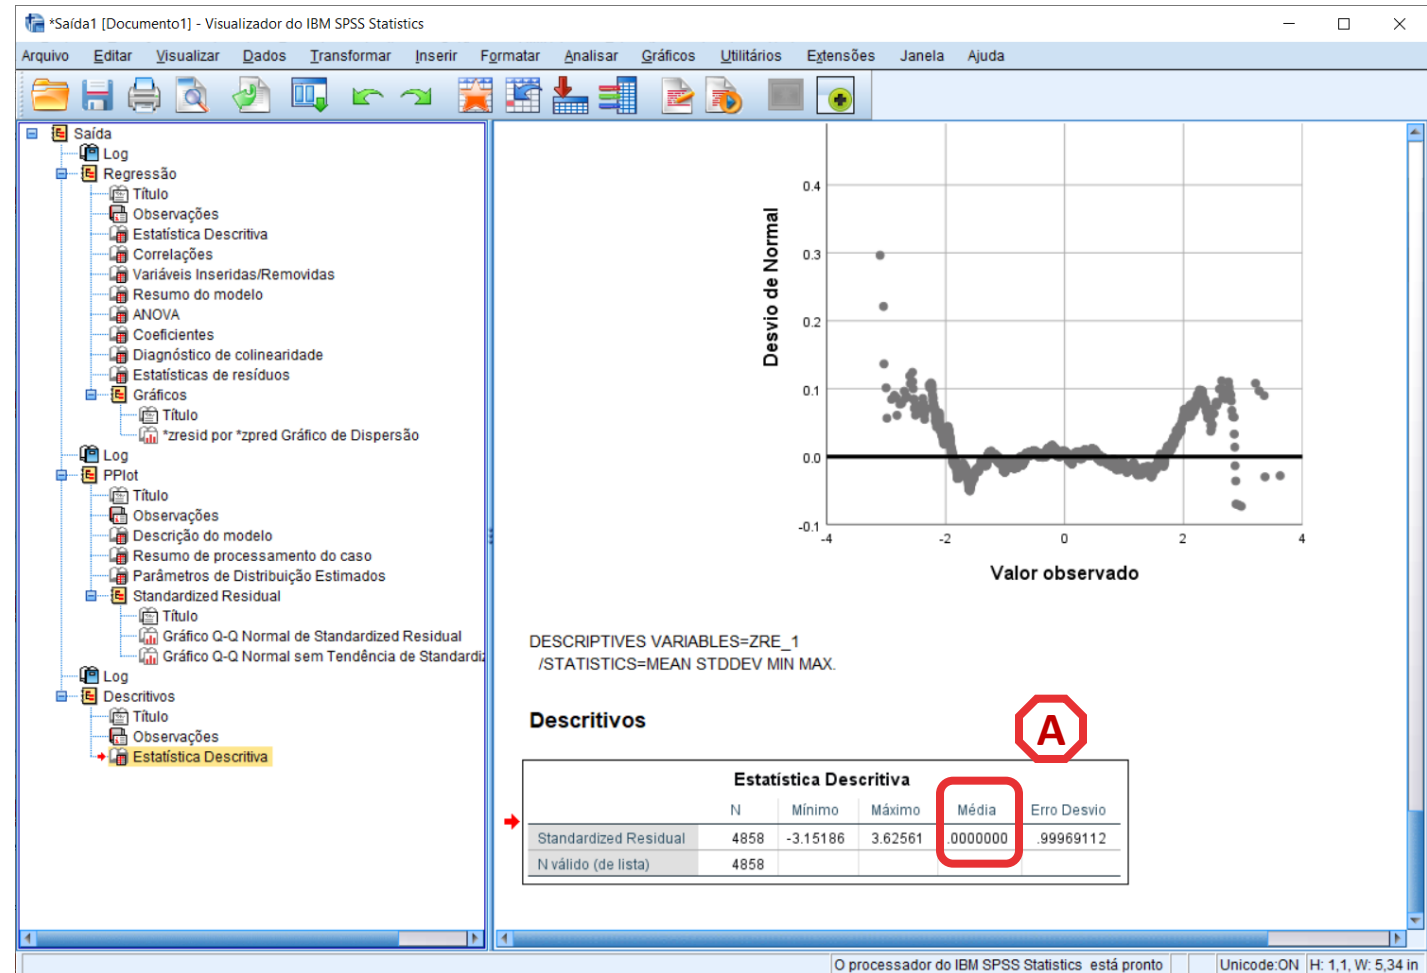 *Saída1 [Documento1] - Visualizador do IBM SPSS Statistics
Arquivo Editar Visualizar Dados Transformar Inserir Formatar Analisar Gráficos Utilitários Extensões Janela Ajuda
Saída
Log
Regressão
Título
Observações
Estatística Descritiva
Correlações
Variáveis Inseridas/Removidas
Resumo do modelo
ANOVA
Coeficientes
Diagnóstico de colinearidade
Estatísticas de resíduos
Gráficos
Título
*zresid por *zpred Gráfico de Dispersão
Log
PPlot
Título
Observações
Descrição do modelo
Resumo de processamento do caso
Parâmetros de Distribuição Estimados
Standardized Residual
Título
Gráfico Q-Q Normal de Standardized Residual
Gráfico Q-Q Normal sem Tendência de Standardiz
Log
Descritivos
Título
Observações
Estatística Descritiva
Desvio de Normal
0.4
0.3
0.2
0.1
0.0
-0.1
-4 -2 0 2 4
Valor observado
DESCRIPTIVES VARIABLES=ZRE_1
/STATISTICS=MEAN STDDEV MIN MAX.
Descritivos
A
Estatística Descritiva
N Mínimo Máximo Média Erro Desvio
Standardized Residual 4858 -3.15186 3.62561 .0000000 .99969112
N válido (de lista) 4858
O processador do IBM SPSS Statistics está pronto Unicode:ON H: 1,1, W: 5,34 in